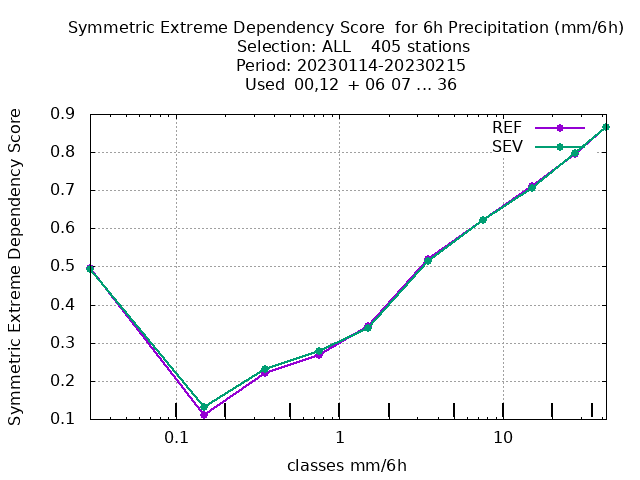 Symmetric Extreme Dependency Score  for 6h Precipitation (mm/6h)
Selection: ALL    405 stations
Period: 20230114-20230215
Used  00,12  + 06 07 ... 36
Symmetric Extreme Dependency Score
0.9
0.8
0.7
0.6
0.5
0.4
0.3
0.2
0.1
REF
SEV
0.1
1
10
classes mm/6h